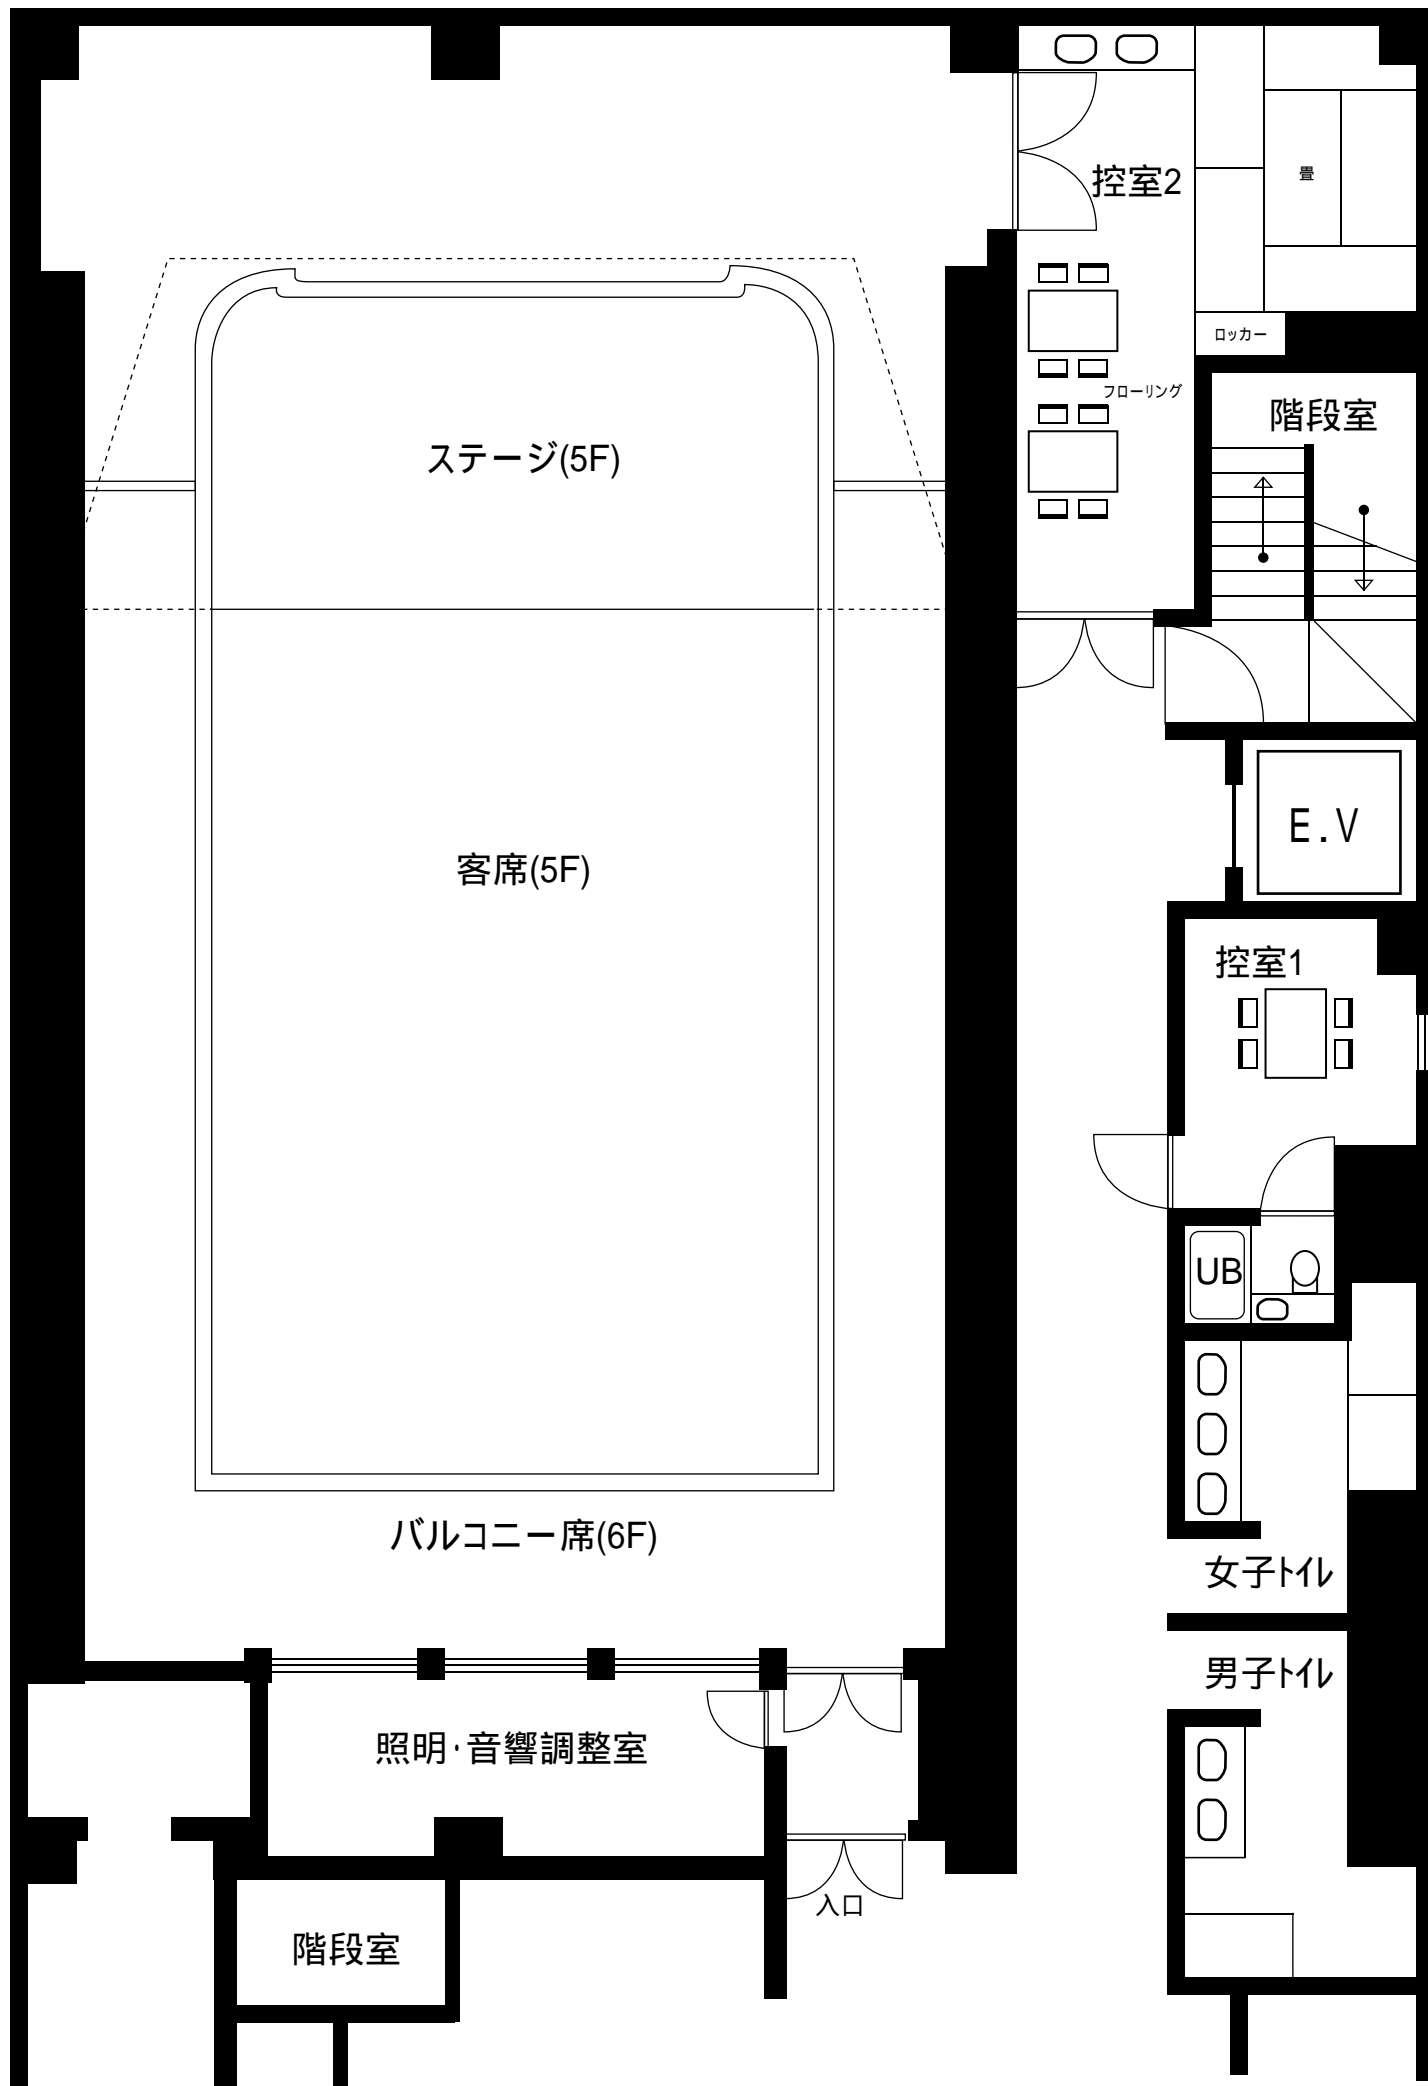 控室2
畳
ロッカー
フローリング
階段室
ステージ(5F)
E.V
客席(5F)
控室1
UB
バルコニー席(6F)
女子トイレ
男子トイレ
照明・音響調整室
入口
階段室